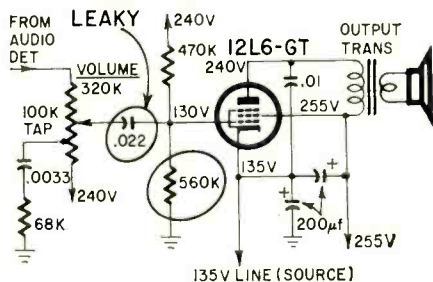 FROM
AUDIO
DET
LEAKY
240V
470K
12L6-GT
OUTPUT
TRANS
VOLUME
320K
240V
.01
100K
TAP
.022
130V
255V
135V
.0033
240V
560K
68K
+
+
200µf
255V
135V LINE (SOURCE)